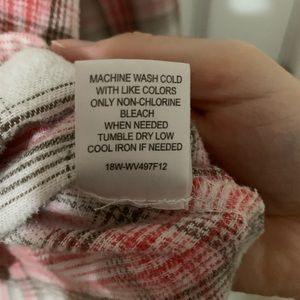 MACHINE WASH COLD
WITH LIKE COLORS
ONLY NON-CHLORINE
BLEACH
WHEN NEEDED
TUMBLE DRY LOW
COOL IRON IF NEEDED
18W-WV497F12